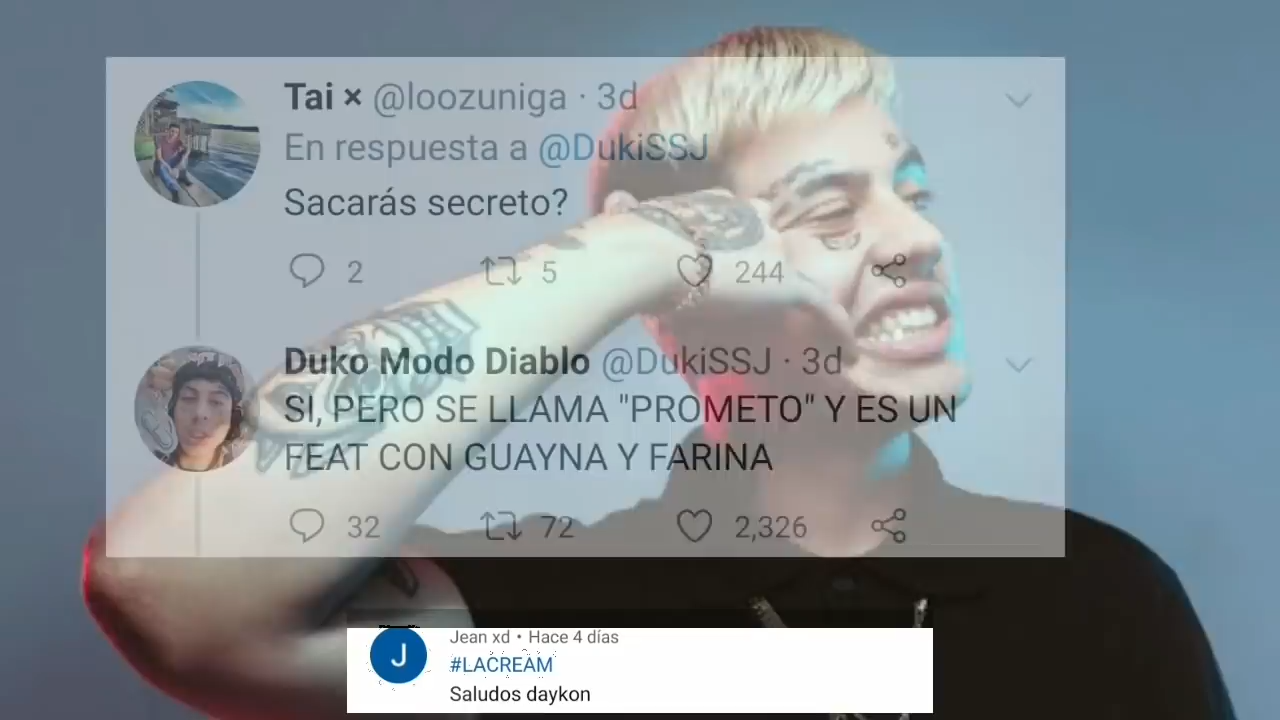 Tai × @loozuniga · 3d
En respuesta a @DukiSSJ
Sacarás secreto?
2 5 244
Duko Modo Diablo @DukiSSJ · 3d
SI, PERO SE LLAMA "PROMETO" Y ES UN
FEAT CON GUAYNA Y FARINA
32 72 2,326
J
Jean xd • Hace 4 días
#LACREAM
Saludos daykon